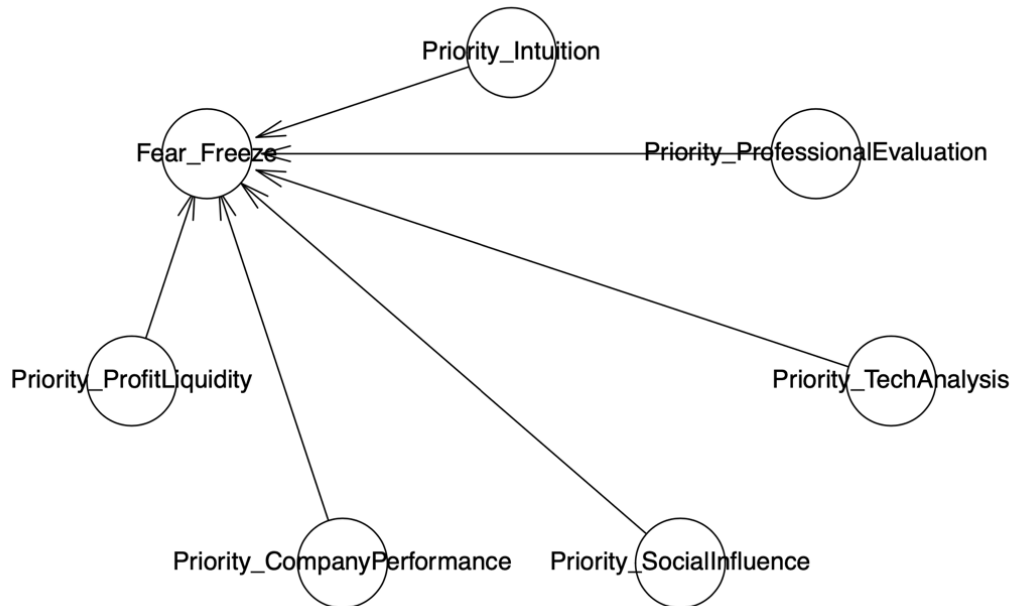 Priority_Intuition
Fear_Freeze
Priority_ProfessionalEvaluation
Priority_ProfitLiquidity
Priority_TechAnalysis
Priority_CompanyPerformance
Priority_SocialInfluence